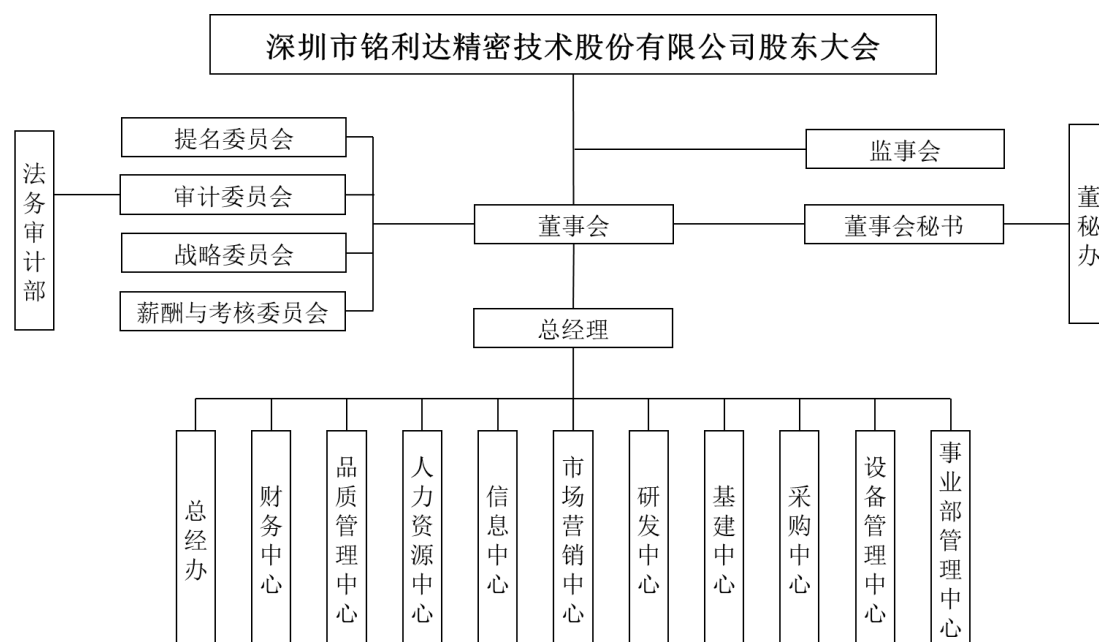 深圳市铭利达精密技术股份有限公司股东大会
提名委员会
监事会
法务审计部
审计委员会
董事会
董事会秘书
董秘办
战略委员会
薪酬与考核委员会
总经理
总经办
财务中心
品质管理中心
人力资源中心
信息中心
市场营销中心
研发中心
基建中心
采购中心
设备管理中心
事业部管理中心